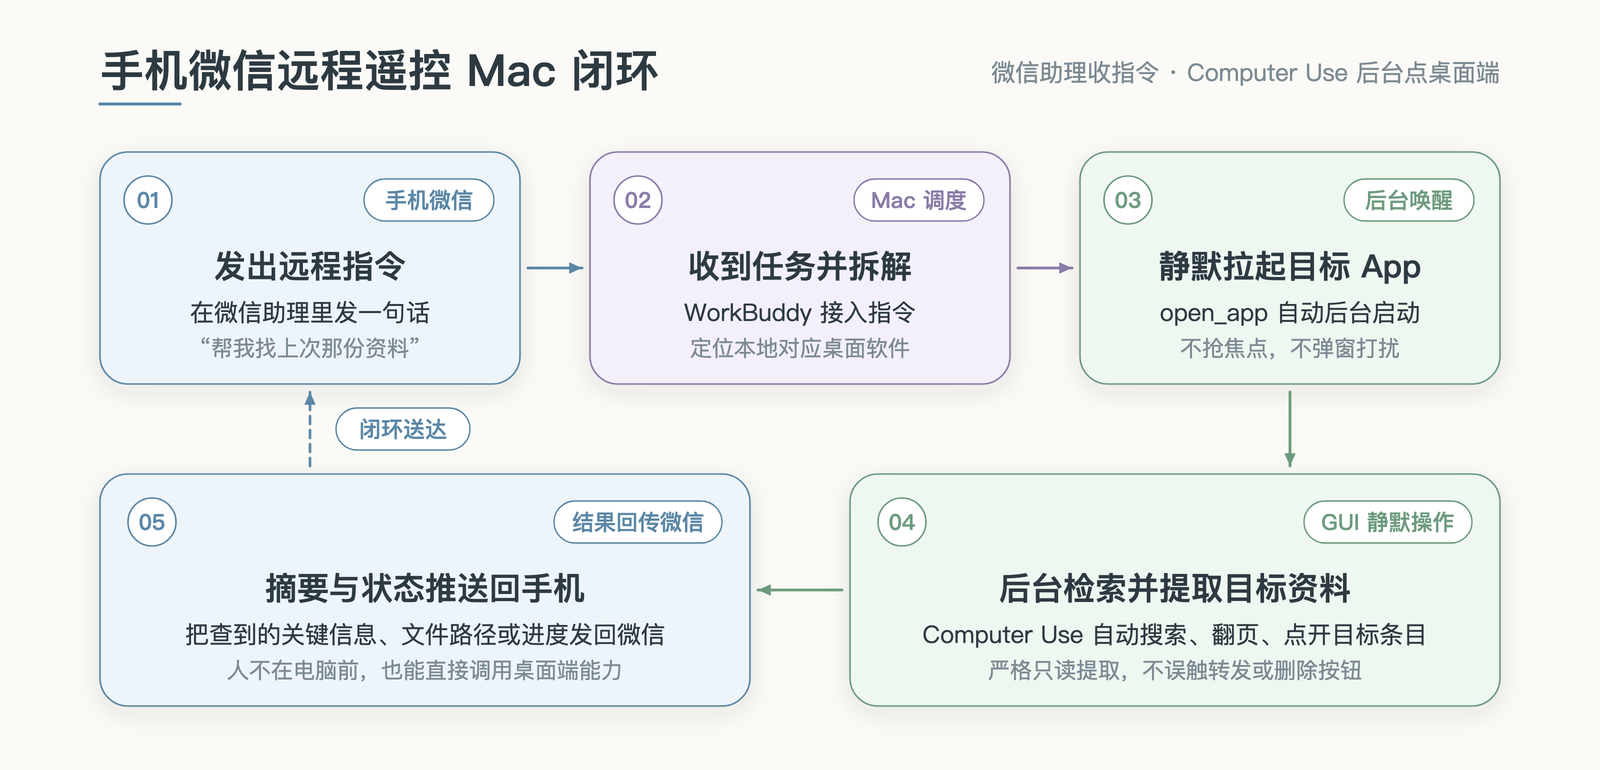 手机微信远程遥控 Mac 闭环
微信助理收指令 · Computer Use 后台点桌面端
01
手机微信
发出远程指令
在微信助理里发一句话
“帮我找上次那份资料”
02
Mac 调度
收到任务并拆解
WorkBuddy 接入指令
定位本地对应桌面软件
03
后台唤醒
静默拉起目标 App
open_app 自动后台启动
不抢焦点，不弹窗打扰
闭环送达
04
GUI 静默操作
后台检索并提取目标资料
Computer Use 自动搜索、翻页、点开目标条目
严格只读提取，不误触转发或删除按钮
05
结果回传微信
摘要与状态推送回手机
把查到的关键信息、文件路径或进度发回微信
人不在电脑前，也能直接调用桌面端能力